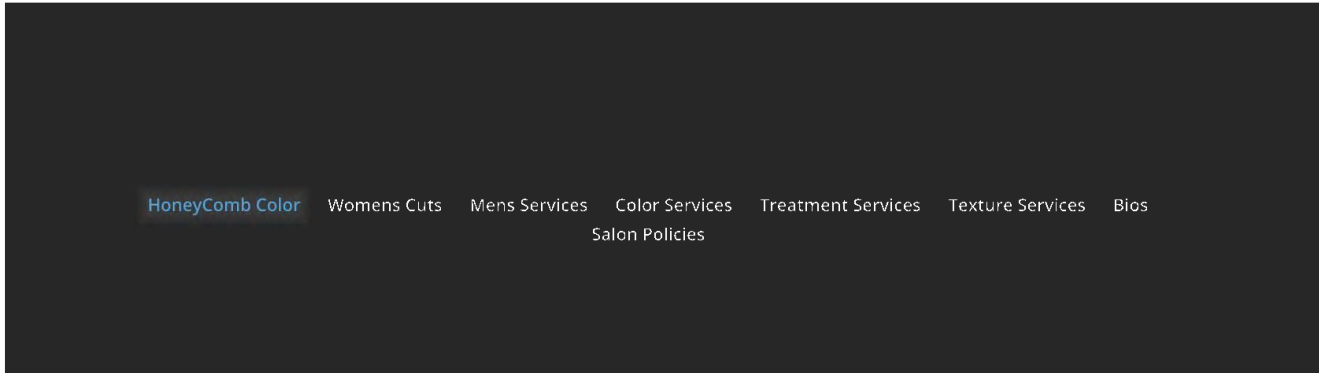 HoneyComb Color Womens Cuts Mens Services Color Services Treatment Services Texture Services Bios
Salon Policies